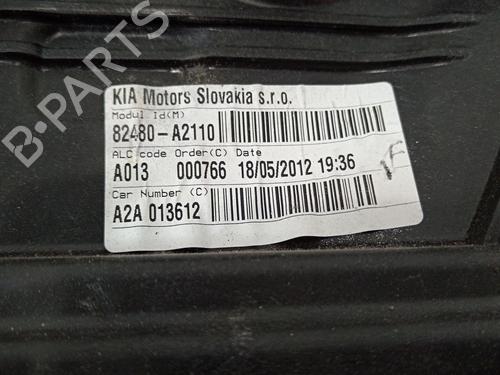 KIA Motors Slovakia s.r.o.
Modul Id(M)
82480-A2110
ALC code Order(C) Date
A013 000766 18/05/2012 19:36
Car Number (C)
A2A 013612
B-PARTS